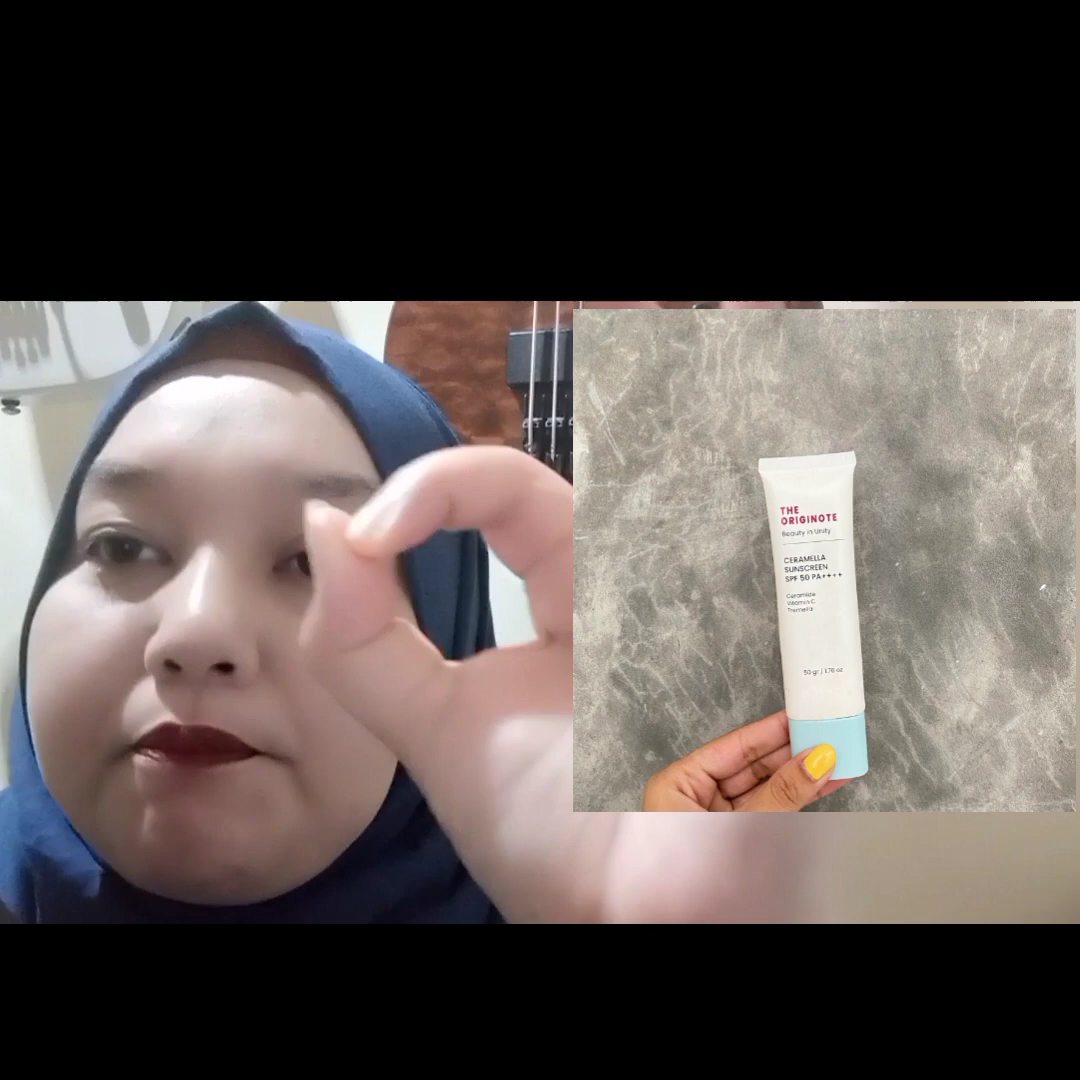 THE
ORIGINOTE
Beauty in Unity
CERAMELLA
SUNSCREEN
SPF 50 PA++++
Ceramide
Vitamin C
Tremella
50 gr / 1.76 oz